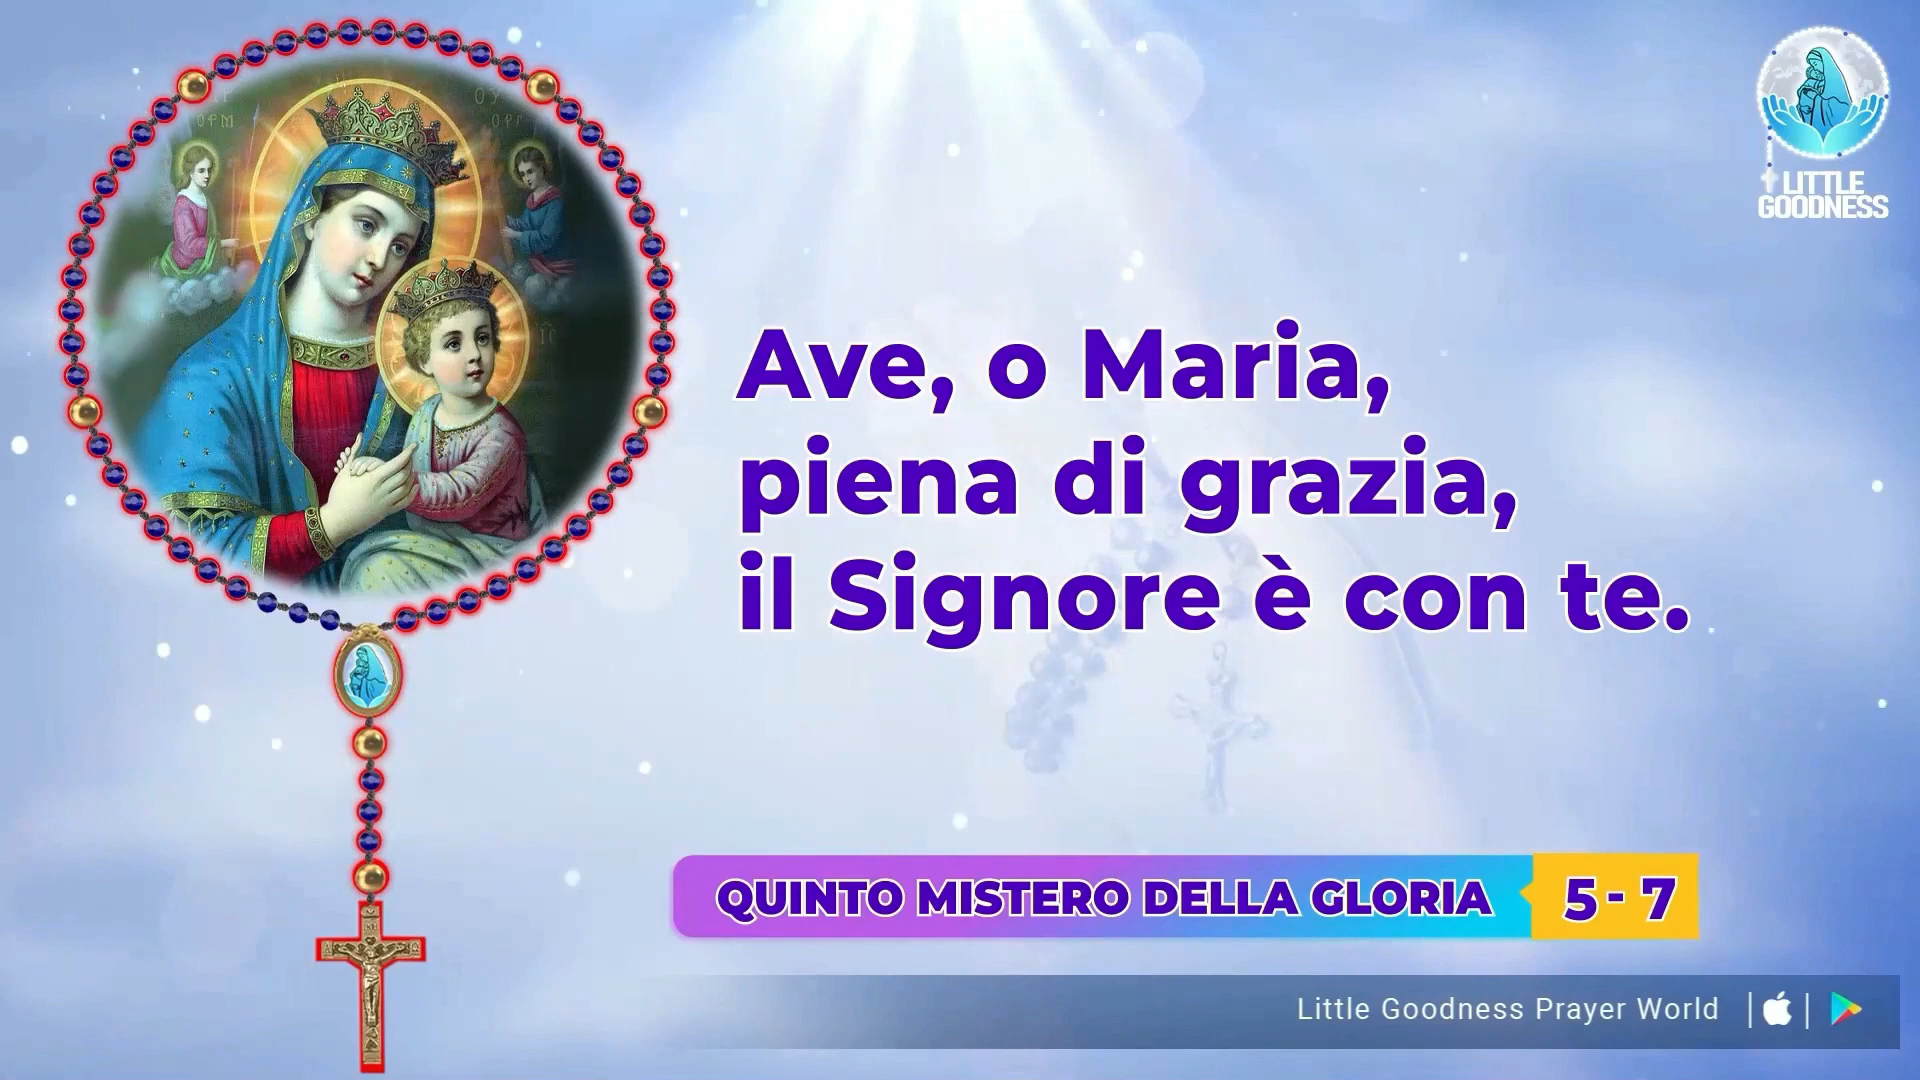 LITTLE
GOODNESS
Ave, o Maria,
piena di grazia,
il Signore è con te.
QUINTO MISTERO DELLA GLORIA 5 - 7
Little Goodness Prayer World